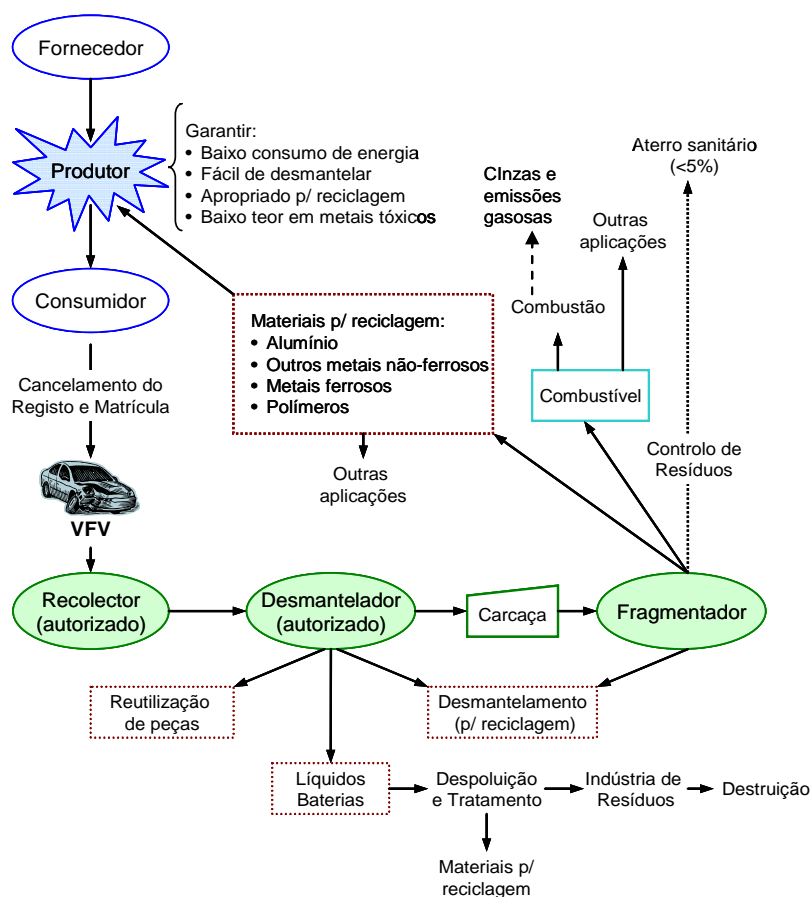 Fornecedor
Produtor
Garantir:
• Baixo consumo de energia
• Fácil de desmantelar
• Apropriado p/ reciclagem
• Baixo teor em metais tóxicos
CInzas e
emissões
gasosas
Aterro sanitário
(<5%)
Outras
aplicações
Consumidor
Materiais p/ reciclagem:
• Alumínio
• Outros metais não-ferrosos
• Metais ferrosos
• Polímeros
Combustão
Combustível
Cancelamento do
Registo e Matrícula
Outras
aplicações
Controlo de
Resíduos
VFV
Recolector
(autorizado)
Desmantelador
(autorizado)
Carcaça
Fragmentador
Reutilização
de peças
Desmantelamento
(p/ reciclagem)
Líquidos
Baterias
Despoluição
e Tratamento
Indústria de
Resíduos
Destruição
Materiais p/
reciclagem